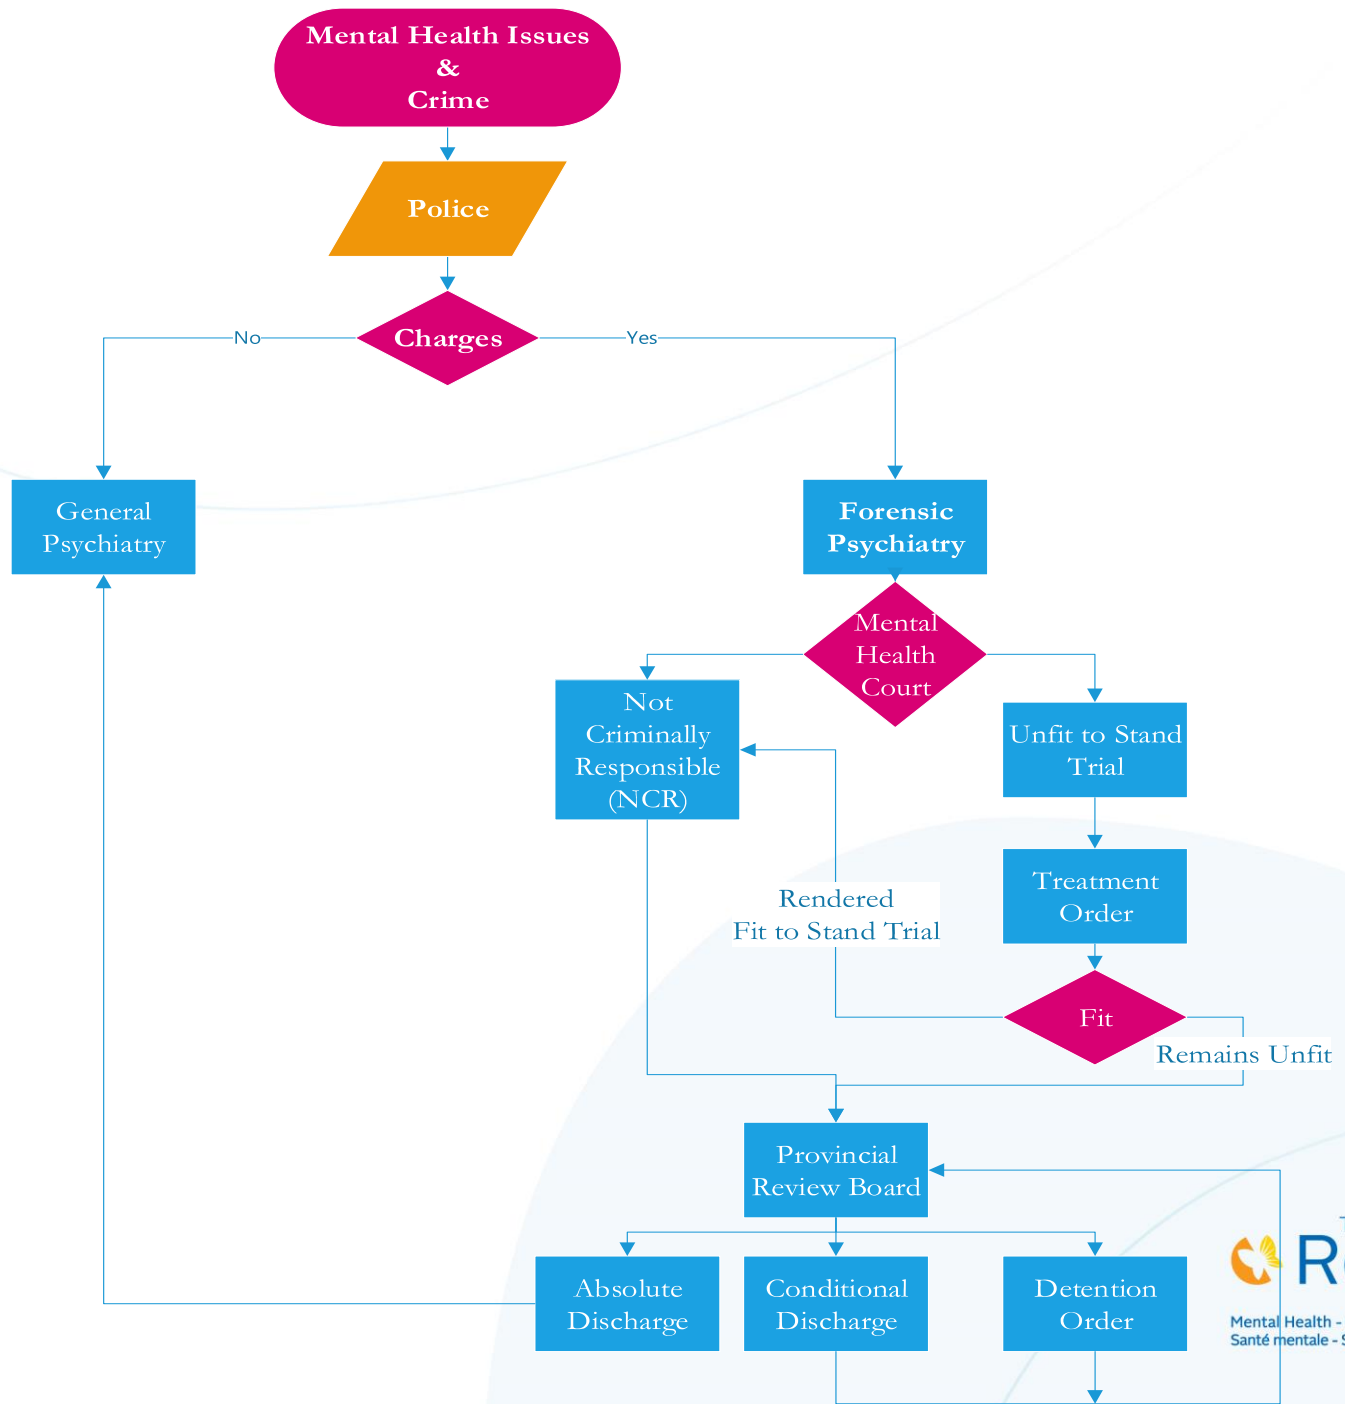 Mental Health Issues
&
Crime
Police
Charges
No
Yes
General
Psychiatry
Forensic
Psychiatry
Mental
Health
Court
Not
Criminally
Responsible
(NCR)
Unfit to Stand
Trial
Treatment
Order
Rendered
Fit to Stand Trial
Fit
Remains Unfit
Provincial
Review Board
Absolute
Discharge
Conditional
Discharge
Detention
Order
R
Mental Health -
Santé mentale -